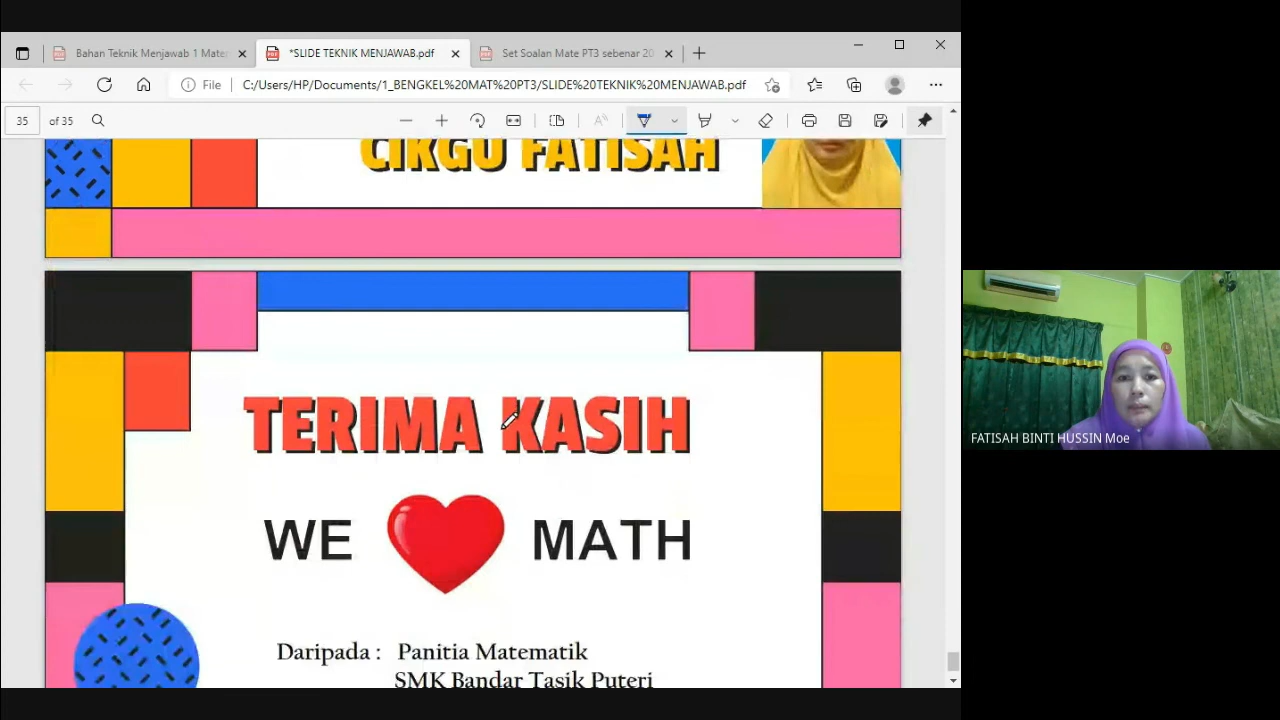 Bahan Teknik Menjawab 1 Mate
*SLIDE TEKNIK MENJAWAB.pdf
Set Soalan Mate PT3 sebenar 20
File
C:/Users/HP/Documents/1_BENGKEL%20MAT%20PT3/SLIDE%20TEKNIK%20MENJAWAB.pdf
35 of 35
CIKGU FATISAH
TERIMA KASIH
WE MATH
Daripada : Panitia Matematik
SMK Bandar Tasik Puteri
FATISAH BINTI HUSSIN Moe